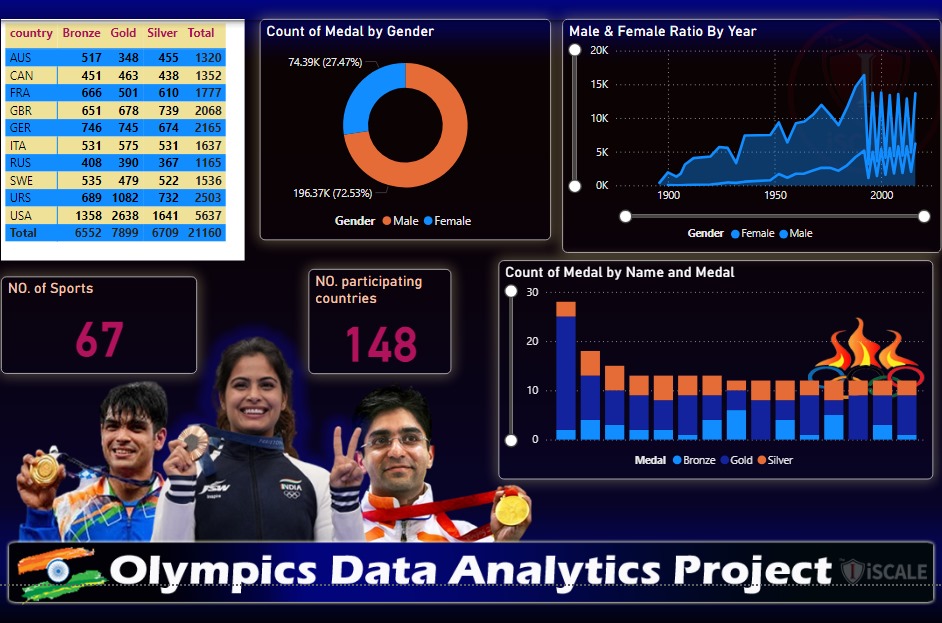 country Bronze Gold Silver Total
AUS 517 348 455 1320
CAN 451 463 438 1352
FRA 666 501 610 1777
GBR 651 678 739 2068
GER 746 745 674 2165
ITA 531 575 531 1637
RUS 408 390 367 1165
SWE 535 479 522 1536
URS 689 1082 732 2503
USA 1358 2638 1641 5637
Total 6552 7899 6709 21160
Count of Medal by Gender
74.39K (27.47%)
196.37K (72.53%)
Gender Male Female
Male & Female Ratio By Year
20K
15K
10K
5K
0K
1900 1950 2000
Gender Female Male
NO. of Sports
67
NO. participating
countries
148
Count of Medal by Name and Medal
30
20
10
0
Medal Bronze Gold Silver
JSW
Inspire
INDIA
Olympics Data Analytics Project
iSCALE